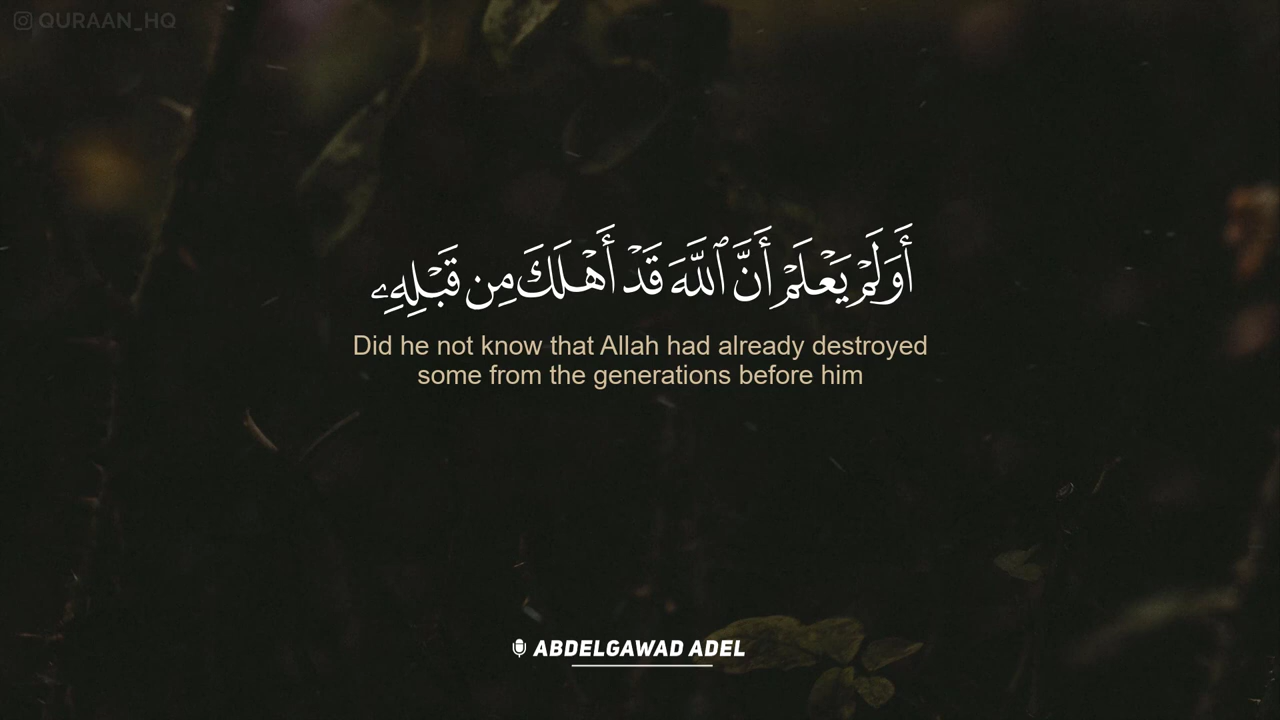 QURAAN_HQ
أَوَلَمْ يَعْلَمْ أَنَّ ٱللَّهَ قَدْ أَهْلَكَ مِن قَبْلِهِۦ
Did he not know that Allah had already destroyed
some from the generations before him
ABDELGAWAD ADEL